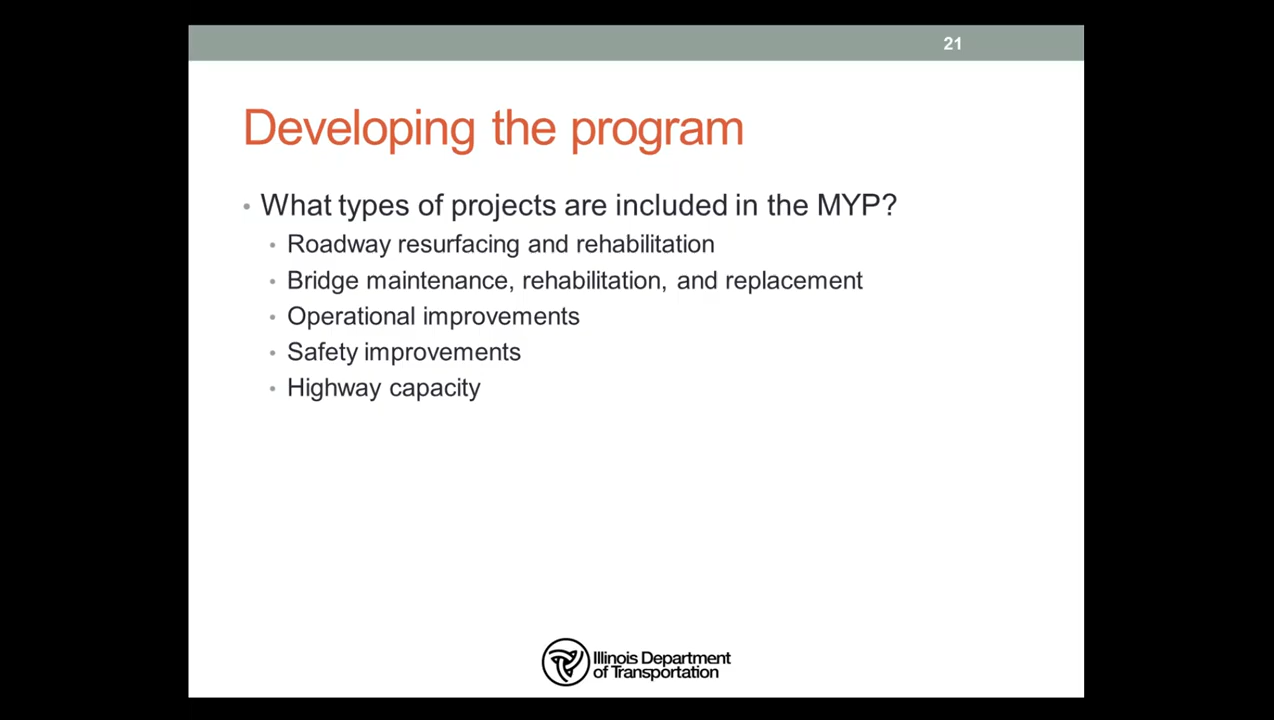 21
Developing the program
• What types of projects are included in the MYP?
• Roadway resurfacing and rehabilitation
• Bridge maintenance, rehabilitation, and replacement
• Operational improvements
• Safety improvements
• Highway capacity
Illinois Department
of Transportation